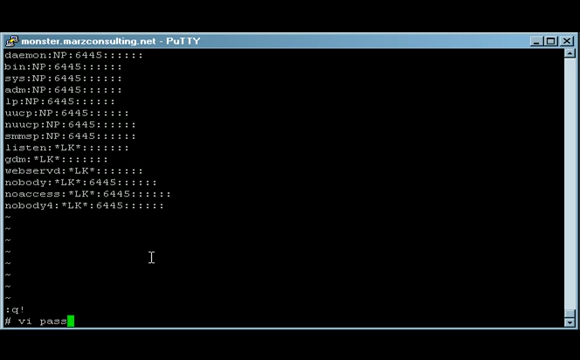 monster.marzconsulting.net - PuTTY
daemon:NP:6445::::::
bin:NP:6445::::::
sys:NP:6445::::::
adm:NP:6445::::::
lp:NP:6445::::::
uucp:NP:6445::::::
nuucp:NP:6445::::::
smmsp:NP:6445::::::
listen:*LK*:::::::
gdm:*LK*:::::::
webservd:*LK*:::::::
nobody:*LK*:6445::::::
noaccess:*LK*:6445::::::
nobody4:*LK*:6445::::::
~
~
~
~
~
~
~
~
:q!
# vi pass